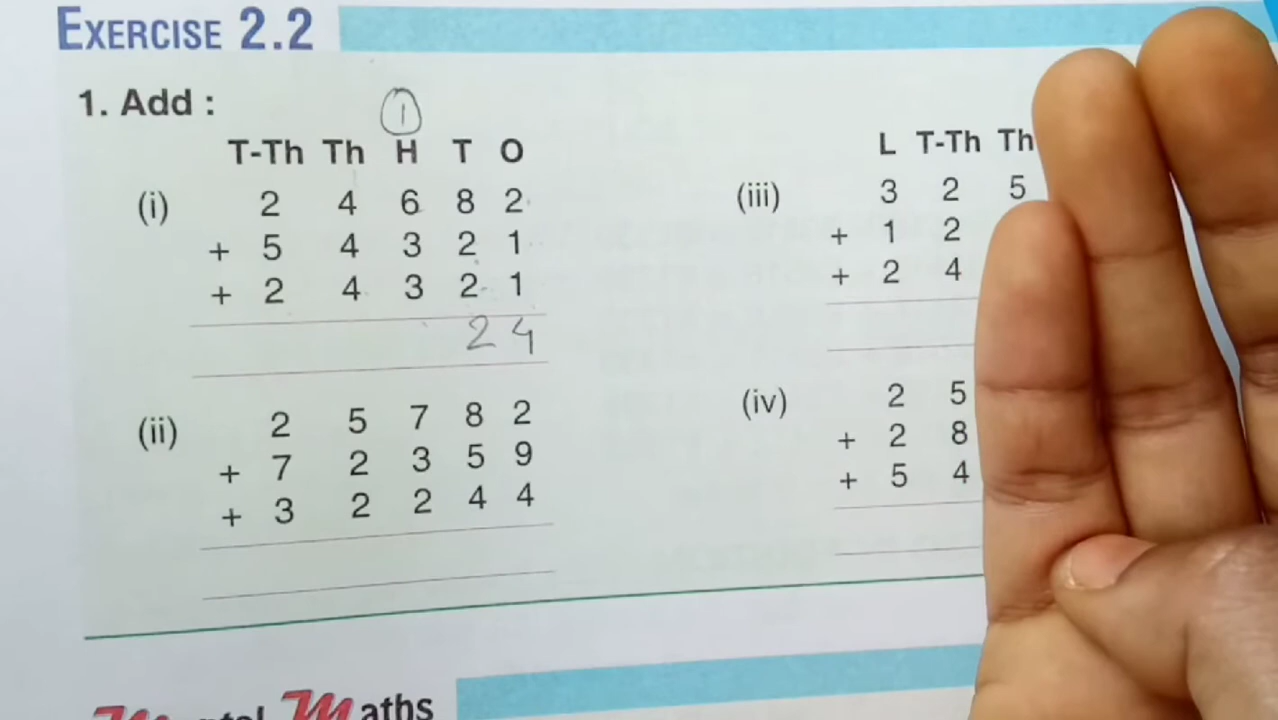 EXERCISE 2.2
1. Add :
1
T-Th Th H T O
(i) 2 4 6 8 2
+ 5 4 3 2 1
+ 2 4 3 2 1
2 4
(ii) 2 5 7 8 2
+ 7 2 3 5 9
+ 3 2 2 4 4
L T-Th Th
(iii) 3 2 5
+ 1 2
+ 2 4
(iv) 2 5
+ 2 8
+ 5 4
Maths